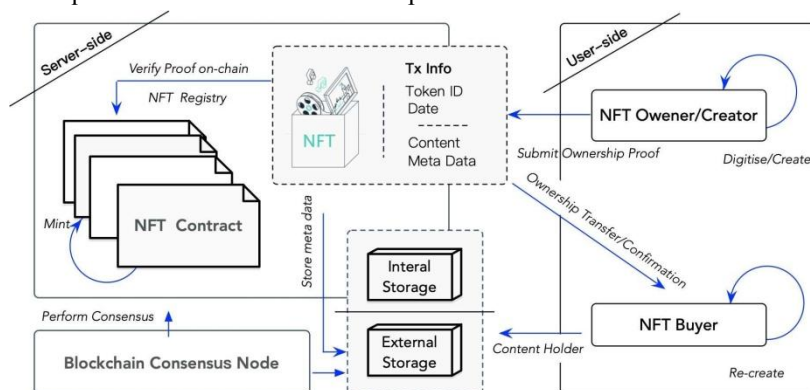 Server-side
User-side
Verify Proof on-chain
NFT Registry
NFT
Tx Info
Token ID
Date
Content
Meta Data
NFT Owener/Creator
Submit Ownership Proof
Digitise/Create
Mint
NFT Contract
Store meta data
Ownership Transfer/Confirmation
Interal
Storage
Perform Consensus
External
Storage
Content Holder
NFT Buyer
Blockchain Consensus Node
Re-create